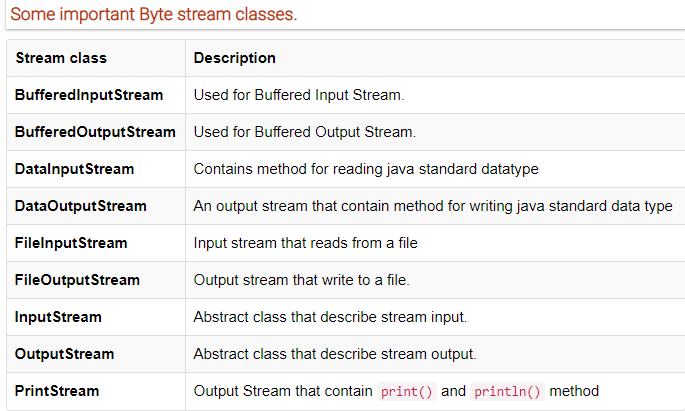 Some important Byte stream classes.
Stream class Description
BufferedInputStream Used for Buffered Input Stream.
BufferedOutputStream Used for Buffered Output Stream.
DataInputStream Contains method for reading java standard datatype
DataOutputStream An output stream that contain method for writing java standard data type
FileInputStream Input stream that reads from a file
FileOutputStream Output stream that write to a file.
InputStream Abstract class that describe stream input.
OutputStream Abstract class that describe stream output.
PrintStream Output Stream that contain print() and println() method